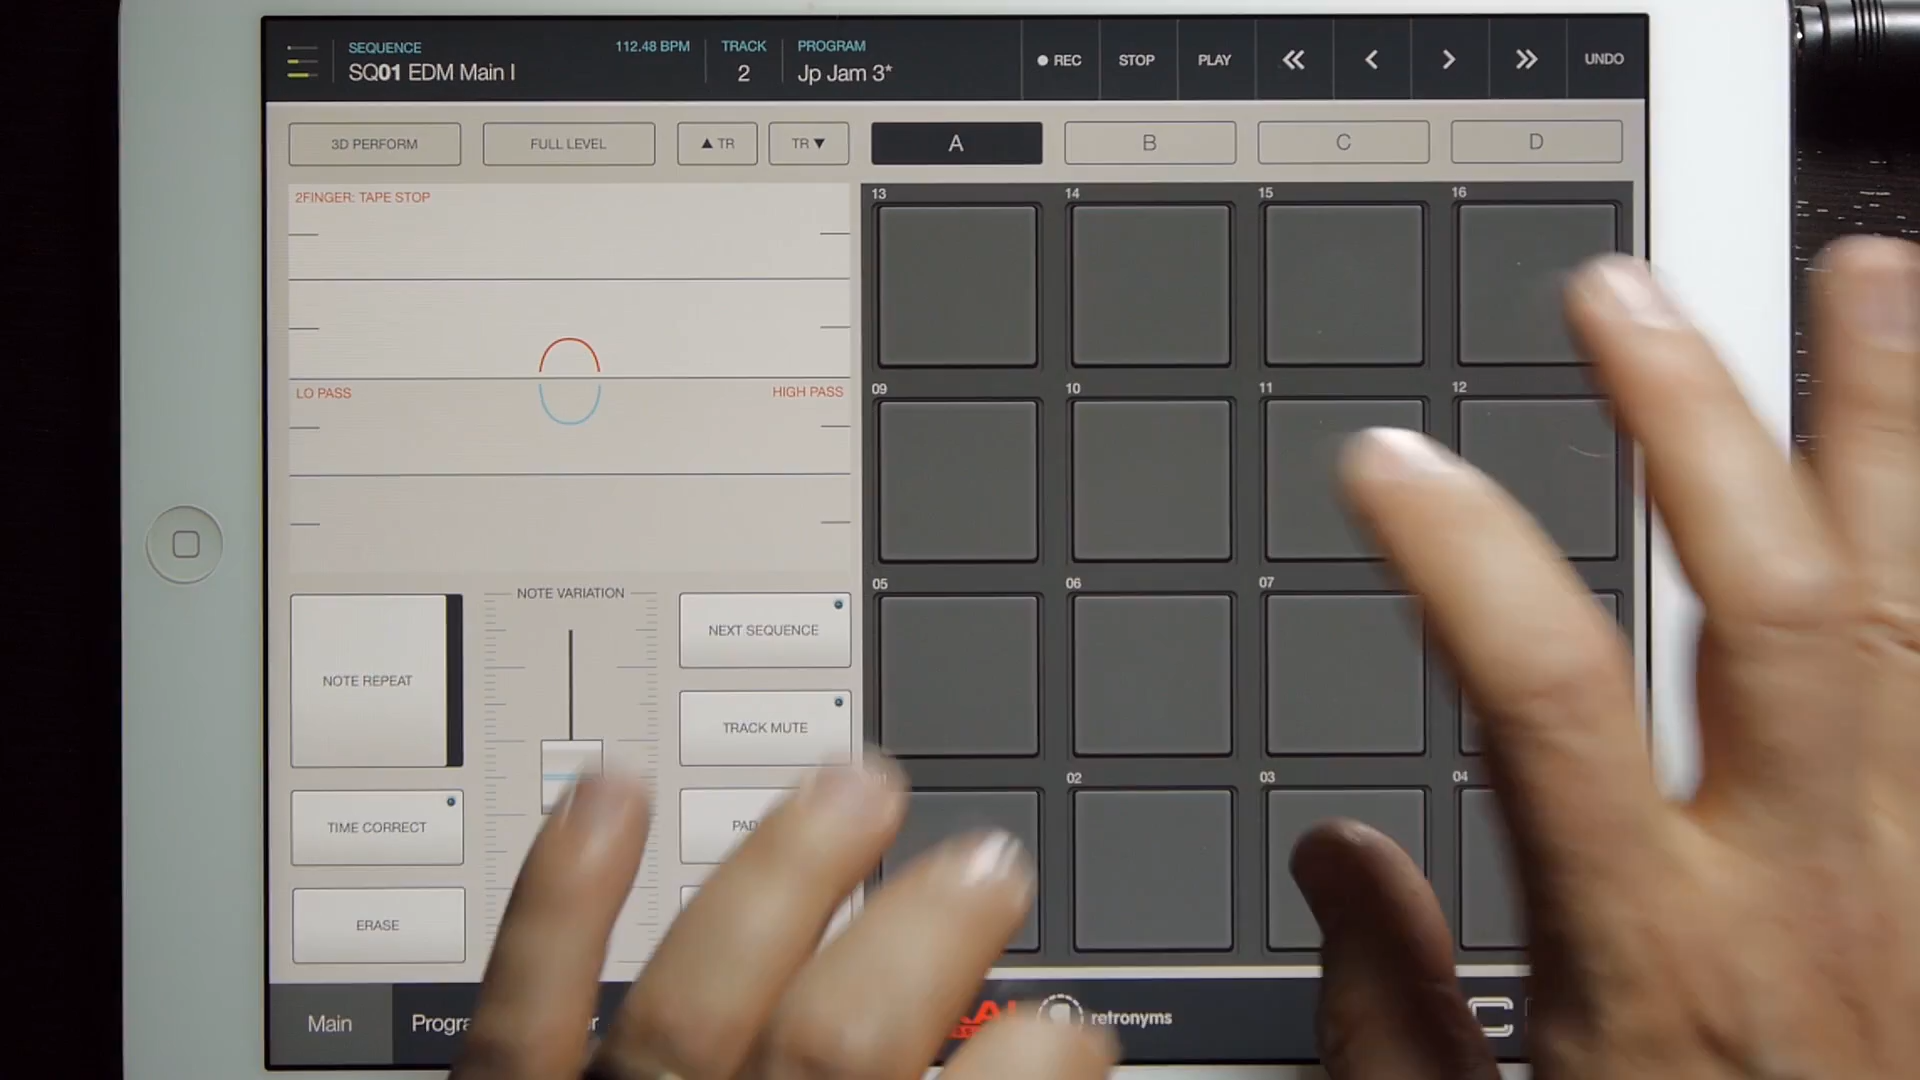 SEQUENCE
SQ01 EDM Main I
112.48 BPM
TRACK
2
PROGRAM
Jp Jam 3*
REC
STOP
PLAY
UNDO
3D PERFORM
FULL LEVEL
▲ TR
TR ▼
A
B
C
D
2FINGER: TAPE STOP
LO PASS
HIGH PASS
13
14
15
16
09
10
11
12
05
06
07
02
03
04
NOTE REPEAT
NOTE VARIATION
NEXT SEQUENCE
TRACK MUTE
TIME CORRECT
PAD
ERASE
Main
retronyms